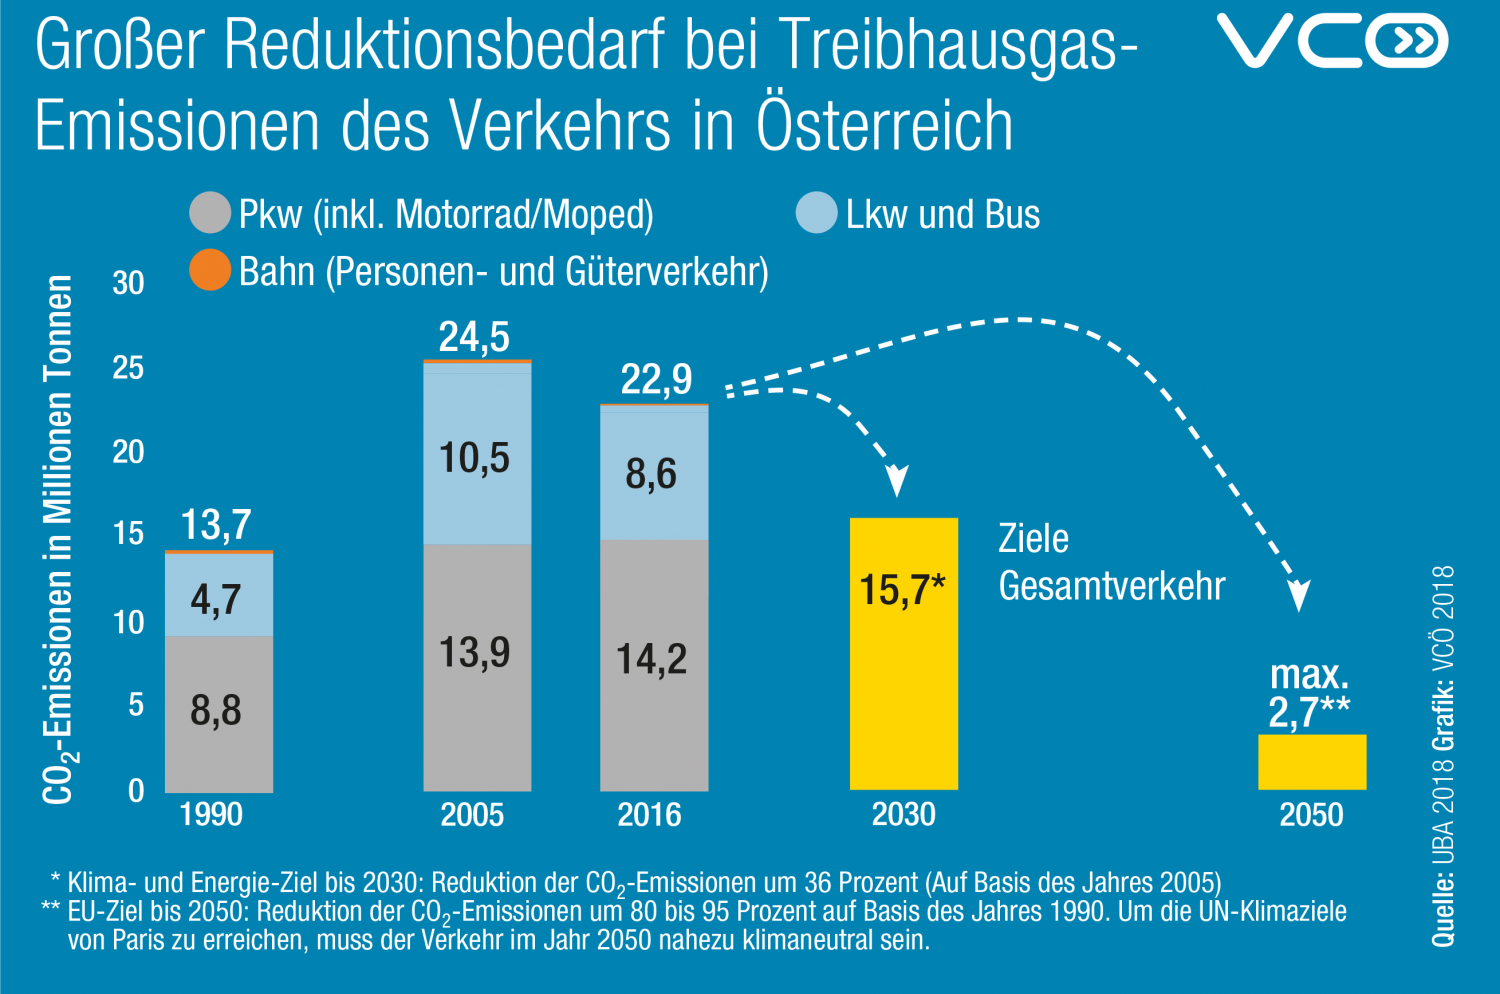 Großer Reduktionsbedarf bei Treibhausgas-
Emissionen des Verkehrs in Österreich
VCÖ
Pkw (inkl. Motorrad/Moped)
Lkw und Bus
Bahn (Personen- und Güterverkehr)
CO₂-Emissionen in Millionen Tonnen
30
25
20
15
10
5
0
13,7
4,7
8,8
1990
24,5
10,5
13,9
2005
22,9
8,6
14,2
2016
15,7*
2030
Ziele
Gesamtverkehr
max.
2,7**
2050
* Klima- und Energie-Ziel bis 2030: Reduktion der CO₂-Emissionen um 36 Prozent (Auf Basis des Jahres 2005)
** EU-Ziel bis 2050: Reduktion der CO₂-Emissionen um 80 bis 95 Prozent auf Basis des Jahres 1990. Um die UN-Klimaziele
von Paris zu erreichen, muss der Verkehr im Jahr 2050 nahezu klimaneutral sein.
Quelle: UBA 2018 Grafik: VCÖ 2018